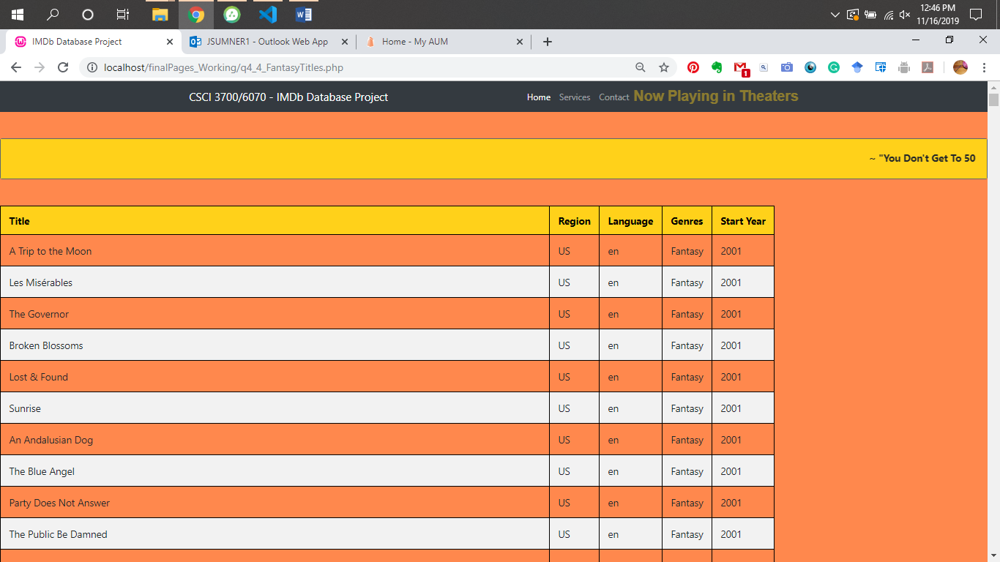 12:46 PM
11/16/2019
IMDb Database Project
JSUMNER1 - Outlook Web App
Home - My AUM
localhost/finalPages_Working/q4_4_FantasyTitles.php
1
CSCI 3700/6070 - IMDb Database Project
Home Services Contact Now Playing in Theaters
~ "You Don't Get To 50
Title Region Language Genres Start Year
A Trip to the Moon US en Fantasy 2001
Les Misérables US en Fantasy 2001
The Governor US en Fantasy 2001
Broken Blossoms US en Fantasy 2001
Lost & Found US en Fantasy 2001
Sunrise US en Fantasy 2001
An Andalusian Dog US en Fantasy 2001
The Blue Angel US en Fantasy 2001
Party Does Not Answer US en Fantasy 2001
The Public Be Damned US en Fantasy 2001